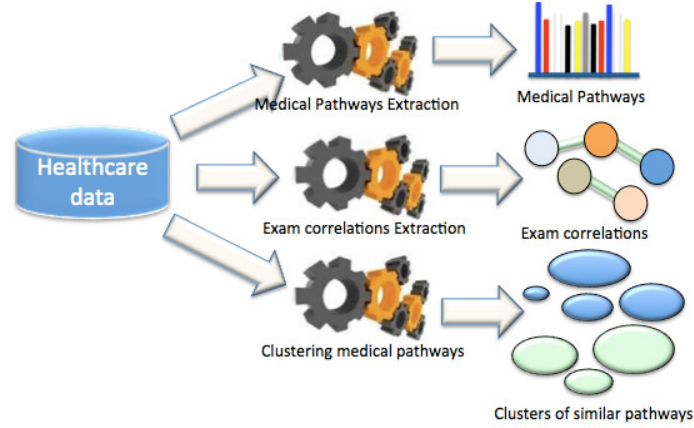 Healthcare
data
Medical Pathways Extraction
Medical Pathways
Exam correlations Extraction
Exam correlations
Clustering medical pathways
Clusters of similar pathways